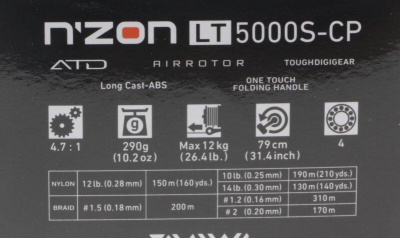 N'ZON LT 5000S-CP
ATD AIRROTOR TOUGHDIGIGEAR
Long Cast-ABS ONE TOUCH
FOLDING HANDLE
g
4.7 : 1 290g Max 12 kg 79 cm 4
(10.2 oz) (26.4 lb.) (31.4 inch)
NYLON 12 lb. (0.28 mm) 150 m (160 yds.) 10 lb. (0.25 mm) 190 m (210 yds.)
14 lb. (0.30 mm) 130 m (140 yds.)
BRAID #1.5 (0.18 mm) 200 m #1.2 (0.16 mm) 310 m
#2 (0.20 mm) 170 m